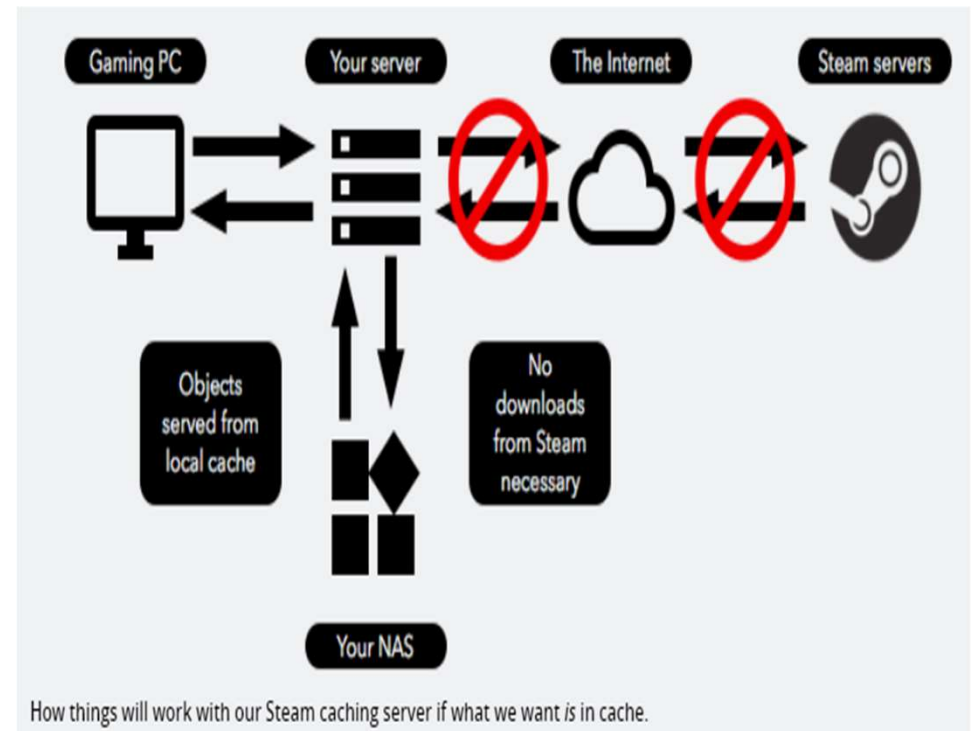 Gaming PC
Your server
The Internet
Steam servers
Objects
served from
local cache
No
downloads
from Steam
necessary
Your NAS
How things will work with our Steam caching server if what we want is in cache.